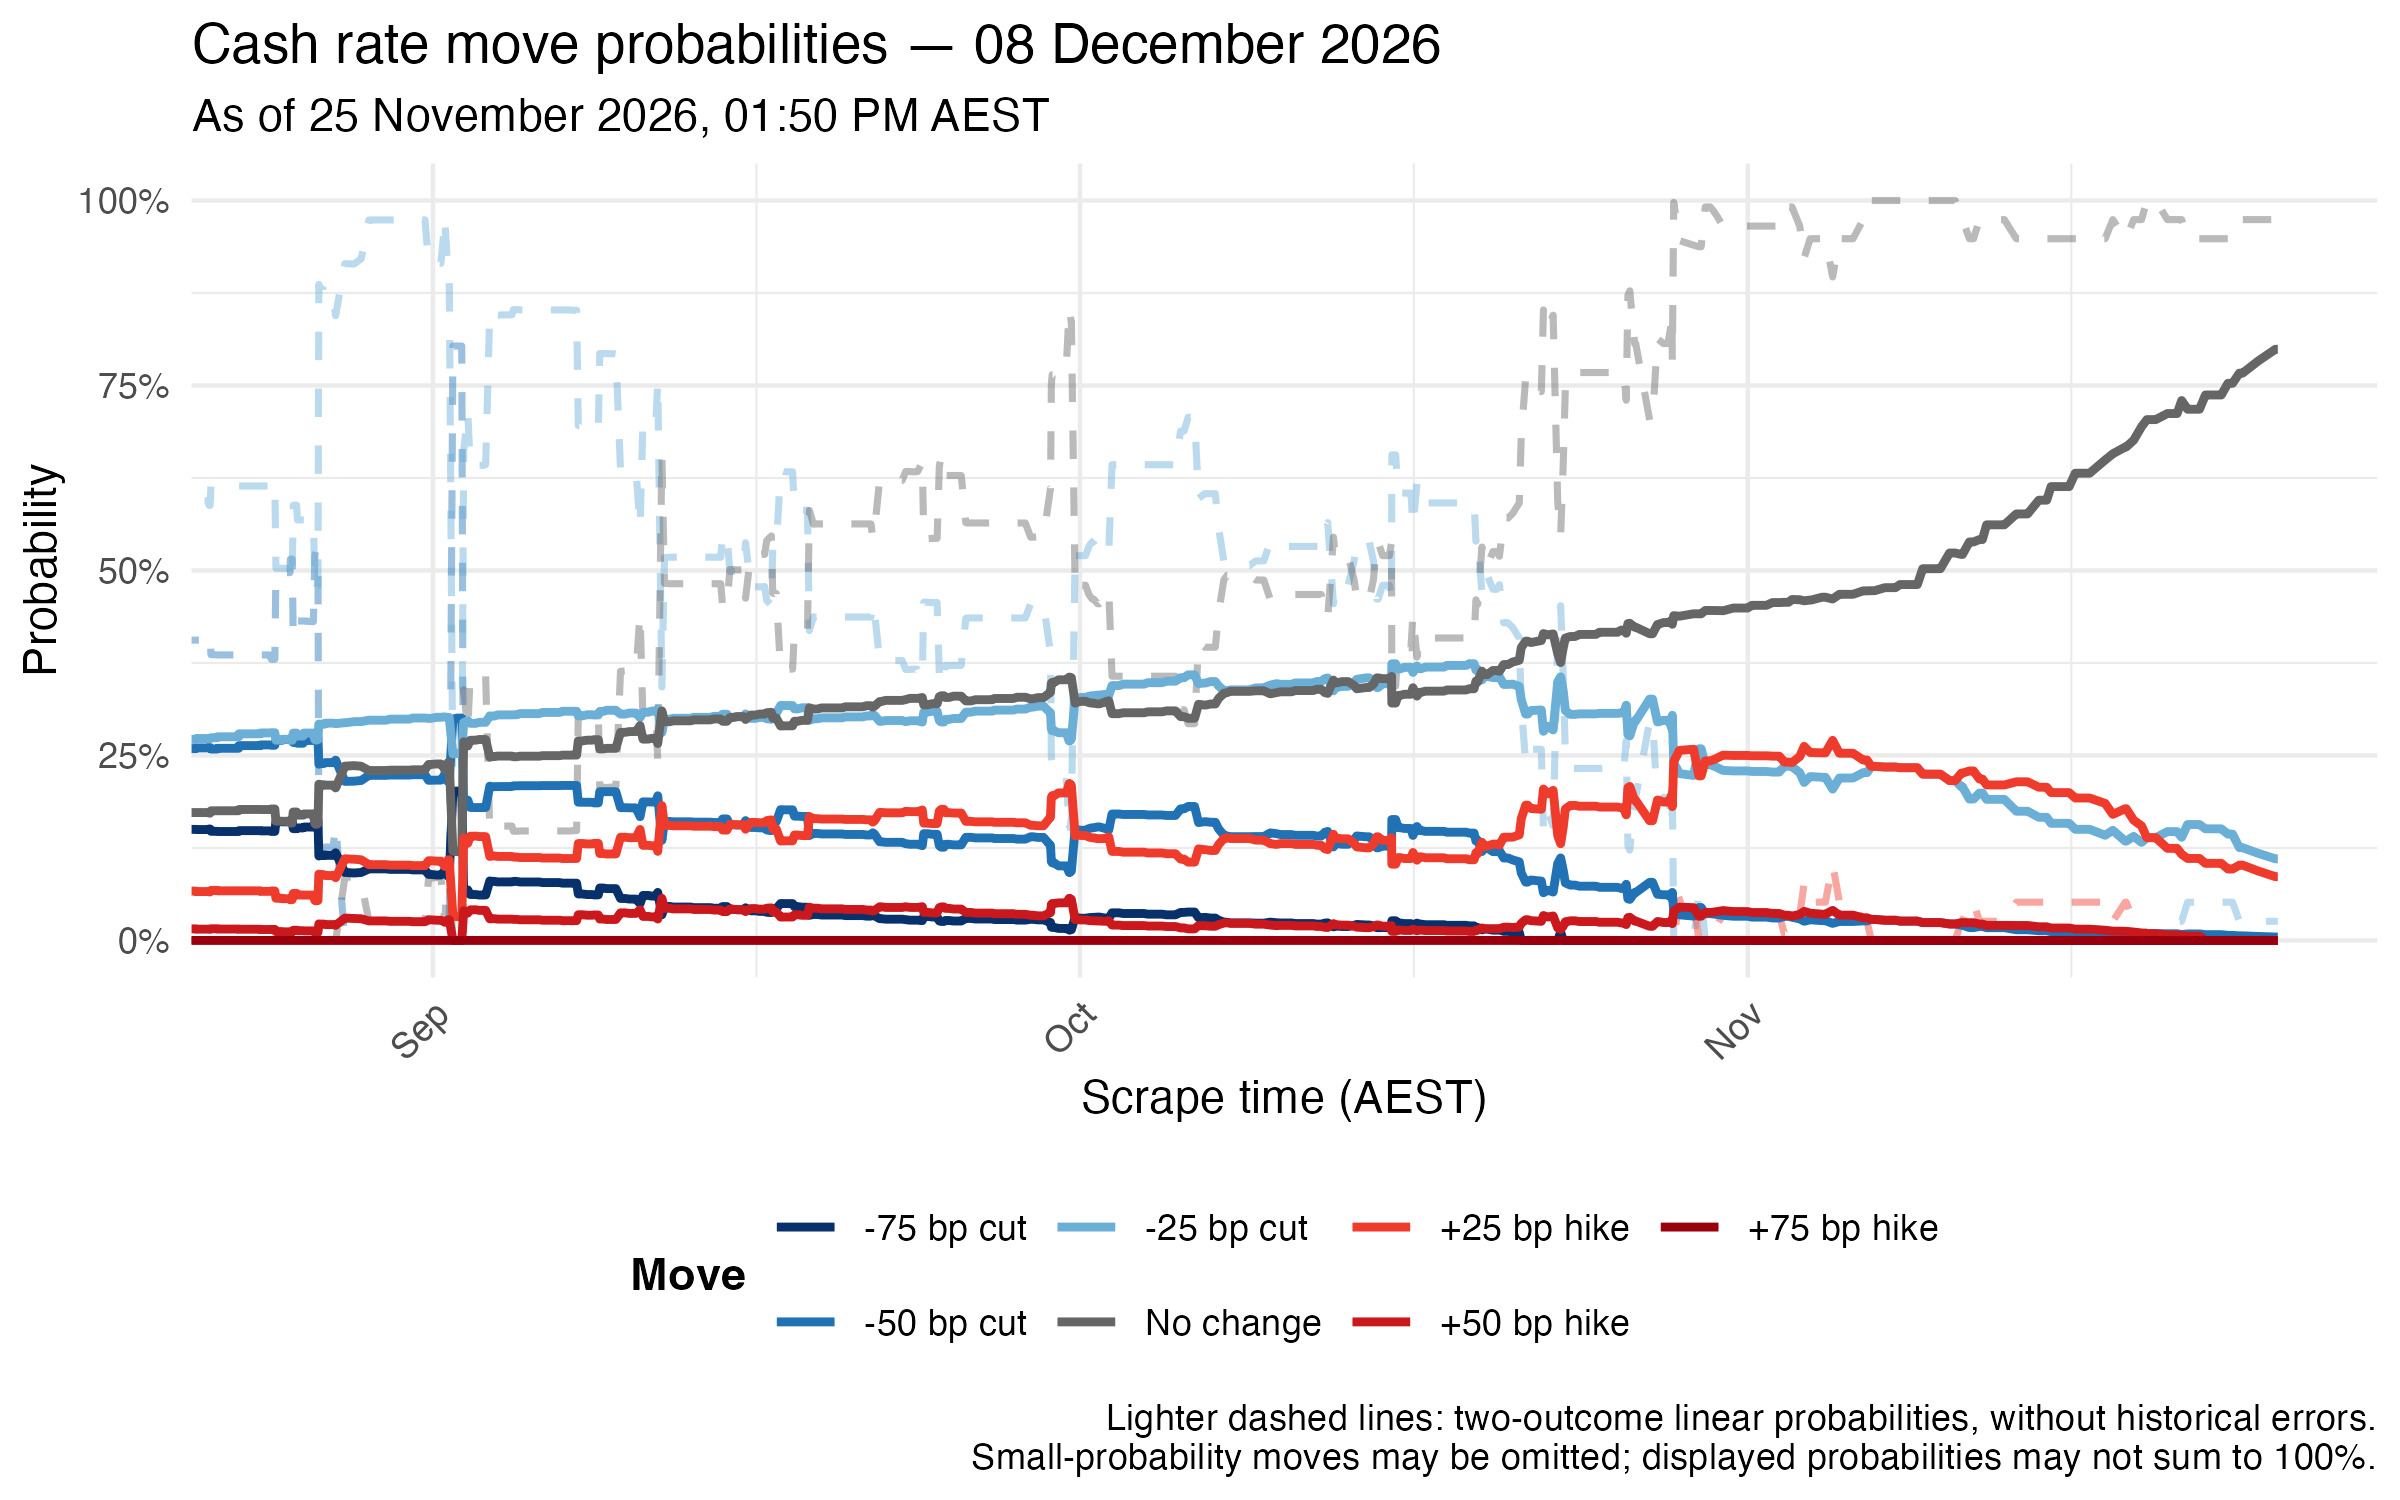 Cash rate move probabilities — 08 December 2026
As of 25 November 2026, 01:50 PM AEST
Probability
100%
75%
50%
25%
0%
Sep
Oct
Nov
Scrape time (AEST)
Move
-75 bp cut
-25 bp cut
+25 bp hike
+75 bp hike
-50 bp cut
No change
+50 bp hike
Lighter dashed lines: two-outcome linear probabilities, without historical errors.
Small-probability moves may be omitted; displayed probabilities may not sum to 100%.